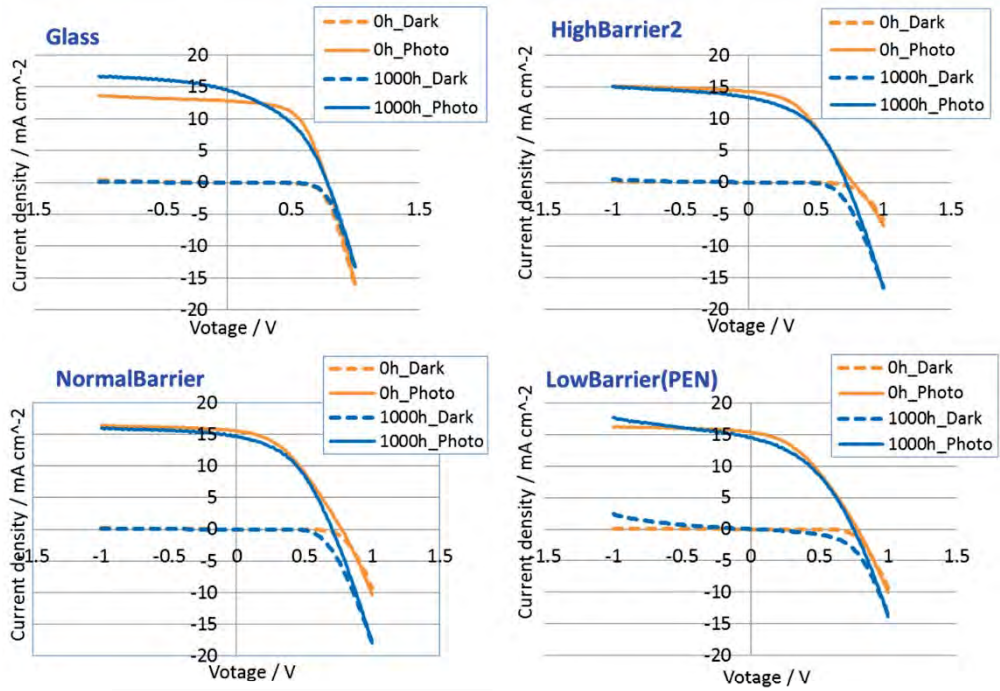 Glass
0h_Dark
0h_Photo
1000h_Dark
1000h_Photo
Current density / mA cm^-2
20
15
10
5
0
-5
-10
-15
-20
1.5
-0.5
0.5
1.5
Votage / V
HighBarrier2
0h_Dark
0h_Photo
1000h_Dark
1000h_Photo
Current density / mA cm^-2
20
15
10
5
0
-5
-10
-15
-20
1.5
-1
-0.5
0
0.5
1
1.5
Votage / V
NormalBarrier
0h_Dark
0h_Photo
1000h_Dark
1000h_Photo
Current density / mA cm^-2
20
15
10
5
0
-5
-10
-15
-20
1.5
-1
-0.5
0
0.5
1
1.5
Votage / V
LowBarrier(PEN)
0h_Dark
0h_Photo
1000h_Dark
1000h_Photo
Current density / mA cm^-2
20
15
10
5
0
-5
-10
-15
-20
1.5
-1
-0.5
0
0.5
1
1.5
Votage / V